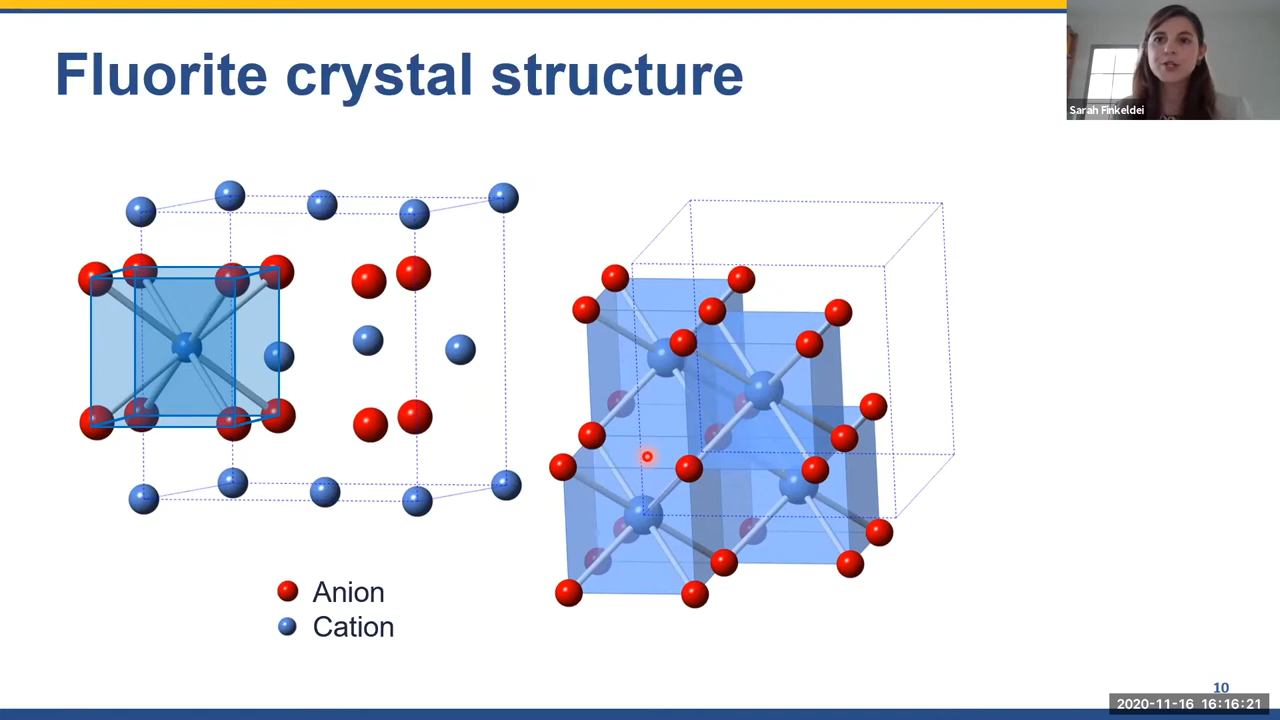 Fluorite crystal structure
Sarah Finkeldei
Anion
Cation
10
2020-11-16 16:16:21